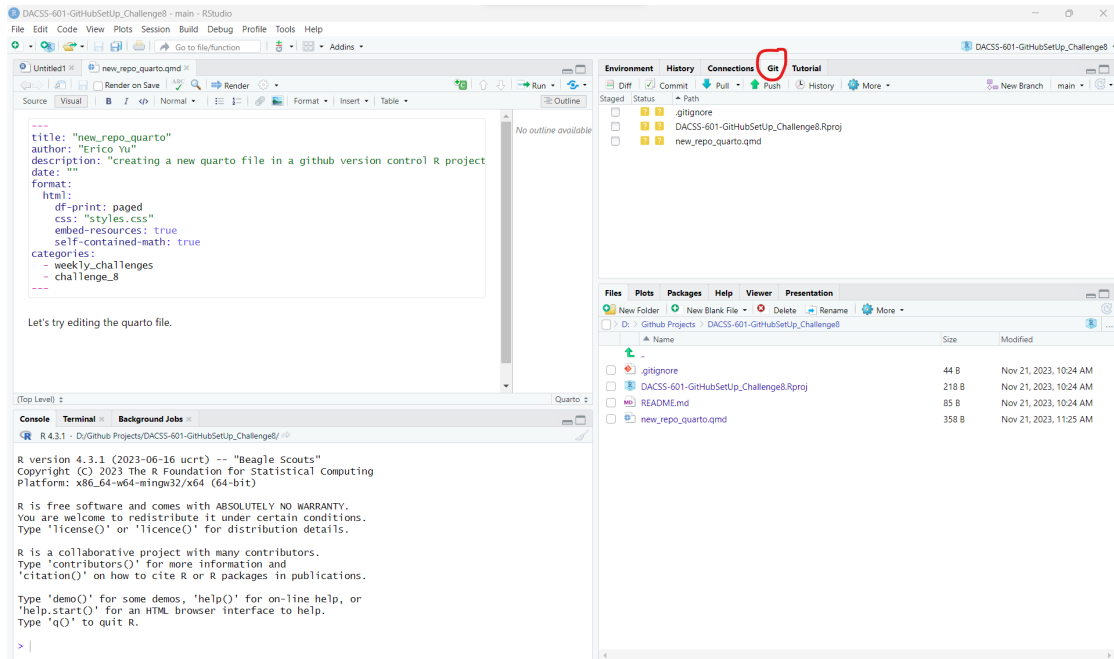 DACSS-601-GitHubSetUp_Challenge8 - main - RStudio
File Edit Code View Plots Session Build Debug Profile Tools Help
Go to file/function Addins DACSS-601-GitHubSetUp_Challenge8
Untitled1 new_repo_quarto.qmd
Render on Save ABC Render Run
Source Visual B I </> Normal Format Insert Table Outline
---
title: "new_repo_quarto"
author: "Erico Yu"
description: "creating a new quarto file in a github version control R project
date: ""
format:
html:
df-print: paged
css: "styles.css"
embed-resources: true
self-contained-math: true
categories:
- weekly_challenges
- challenge_8
---
No outline available
Let's try editing the quarto file.
(Top Level) Quarto
Console Terminal Background Jobs
R 4.3.1 · D:/Github Projects/DACSS-601-GitHubSetUp_Challenge8/
R version 4.3.1 (2023-06-16 ucrt) -- "Beagle Scouts"
Copyright (C) 2023 The R Foundation for Statistical Computing
Platform: x86_64-w64-mingw32/x64 (64-bit)
R is free software and comes with ABSOLUTELY NO WARRANTY.
You are welcome to redistribute it under certain conditions.
Type 'license()' or 'licence()' for distribution details.
R is a collaborative project with many contributors.
Type 'contributors()' for more information and
'citation()' on how to cite R or R packages in publications.
Type 'demo()' for some demos, 'help()' for on-line help, or
'help.start()' for an HTML browser interface to help.
Type 'q()' to quit R.
>
Environment History Connections Git Tutorial
Diff Commit Pull Push History More New Branch main
Staged Status Path
? ? .gitignore
? ? DACSS-601-GitHubSetUp_Challenge8.Rproj
? ? new_repo_quarto.qmd
Files Plots Packages Help Viewer Presentation
New Folder New Blank File Delete Rename More
D: > Github Projects > DACSS-601-GitHubSetUp_Challenge8 ...
Name Size Modified
..
.gitignore 44 B Nov 21, 2023, 10:24 AM
DACSS-601-GitHubSetUp_Challenge8.Rproj 218 B Nov 21, 2023, 10:24 AM
README.md 85 B Nov 21, 2023, 10:24 AM
new_repo_quarto.qmd 358 B Nov 21, 2023, 11:25 AM